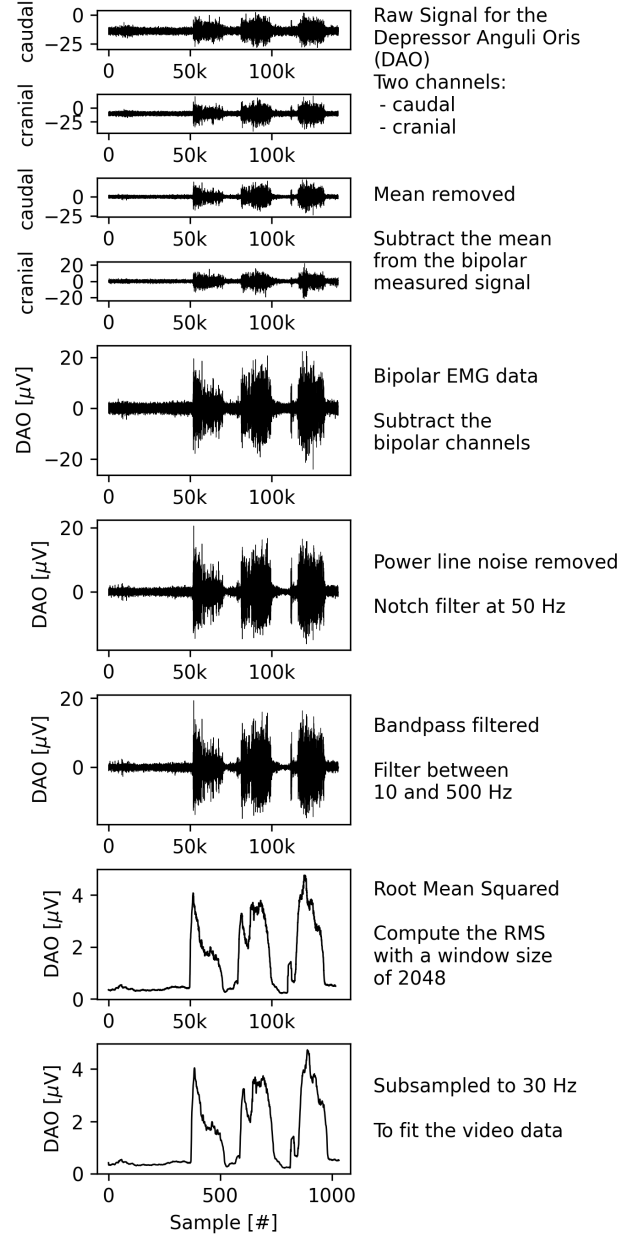 caudal
0
−25
0 50k 100k
Raw Signal for the
Depressor Anguli Oris
(DAO)
Two channels:
- caudal
- cranial
cranial
0
−25
0 50k 100k
caudal
0
−25
0 50k 100k
Mean removed
Subtract the mean
from the bipolar
measured signal
cranial
20
0
−20
0 50k 100k
DAO [μV]
20
0
−20
0 50k 100k
Bipolar EMG data
Subtract the
bipolar channels
DAO [μV]
20
0
0 50k 100k
Power line noise removed
Notch filter at 50 Hz
DAO [μV]
20
0
0 50k 100k
Bandpass filtered
Filter between
10 and 500 Hz
DAO [μV]
4
2
0
0 50k 100k
Root Mean Squared
Compute the RMS
with a window size
of 2048
DAO [μV]
4
2
0
0 500 1000
Sample [#]
Subsampled to 30 Hz
To fit the video data